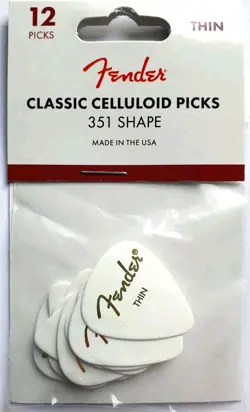 12
PICKS
THIN
Fender
CLASSIC CELLULOID PICKS
351 SHAPE
MADE IN THE USA
Fender®
THIN